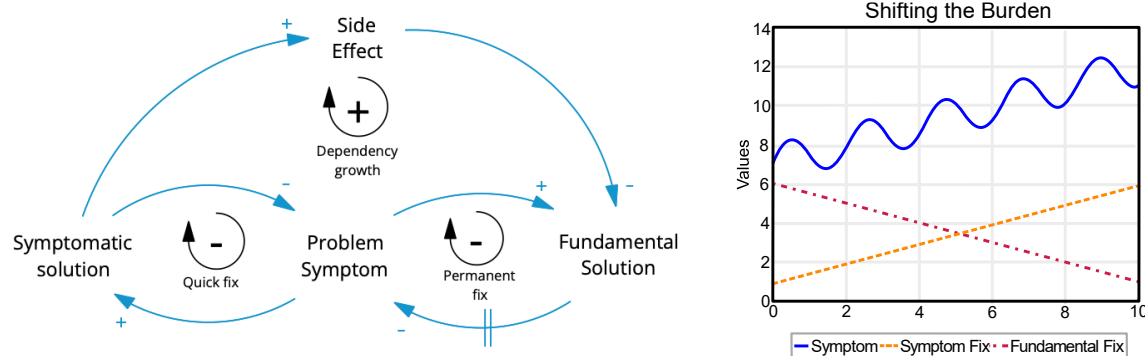 +
Side
Effect
+
Dependency
growth
-
+
-
Symptomatic
solution
-
Quick fix
Problem
Symptom
-
Permanent
fix
Fundamental
Solution
+
-
Shifting the Burden
Values
14
12
10
8
6
4
2
0
0 2 4 6 8 10
Symptom Symptom Fix Fundamental Fix